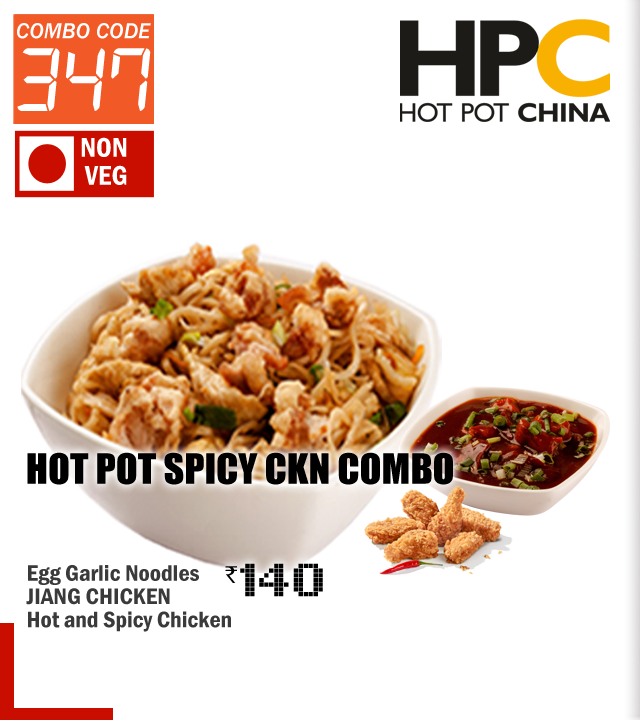 COMBO CODE
347
NON
VEG
HPC
HOT POT CHINA
HOT POT SPICY CKN COMBO
Egg Garlic Noodles
₹140
JIANG CHICKEN
Hot and Spicy Chicken